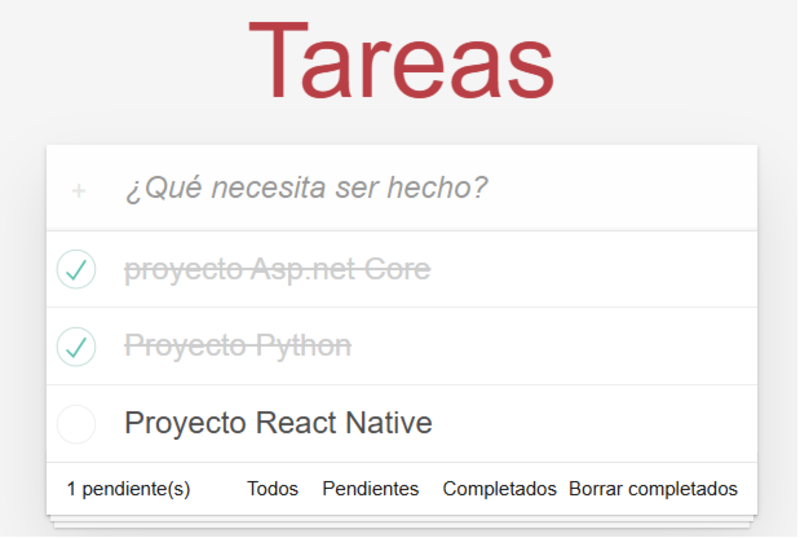 Tareas
+ ¿Qué necesita ser hecho?
proyecto Asp.net Core
Proyecto Python
Proyecto React Native
1 pendiente(s) Todos Pendientes Completados Borrar completados